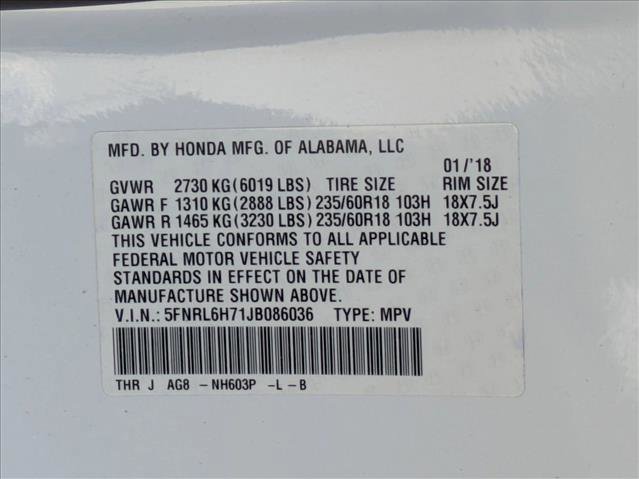 MFD. BY HONDA MFG. OF ALABAMA, LLC
01/'18
GVWR 2730 KG(6019 LBS) TIRE SIZE RIM SIZE
GAWR F 1310 KG(2888 LBS)235/60R18 103H 18X7.5J
GAWR R 1465 KG(3230 LBS)235/60R18 103H 18X7.5J
THIS VEHICLE CONFORMS TO ALL APPLICABLE
FEDERAL MOTOR VEHICLE SAFETY
STANDARDS IN EFFECT ON THE DATE OF
MANUFACTURE SHOWN ABOVE.
V.I.N.: 5FNRL6H71JB086036 TYPE: MPV
THR J AG8 -NH603P -L-B